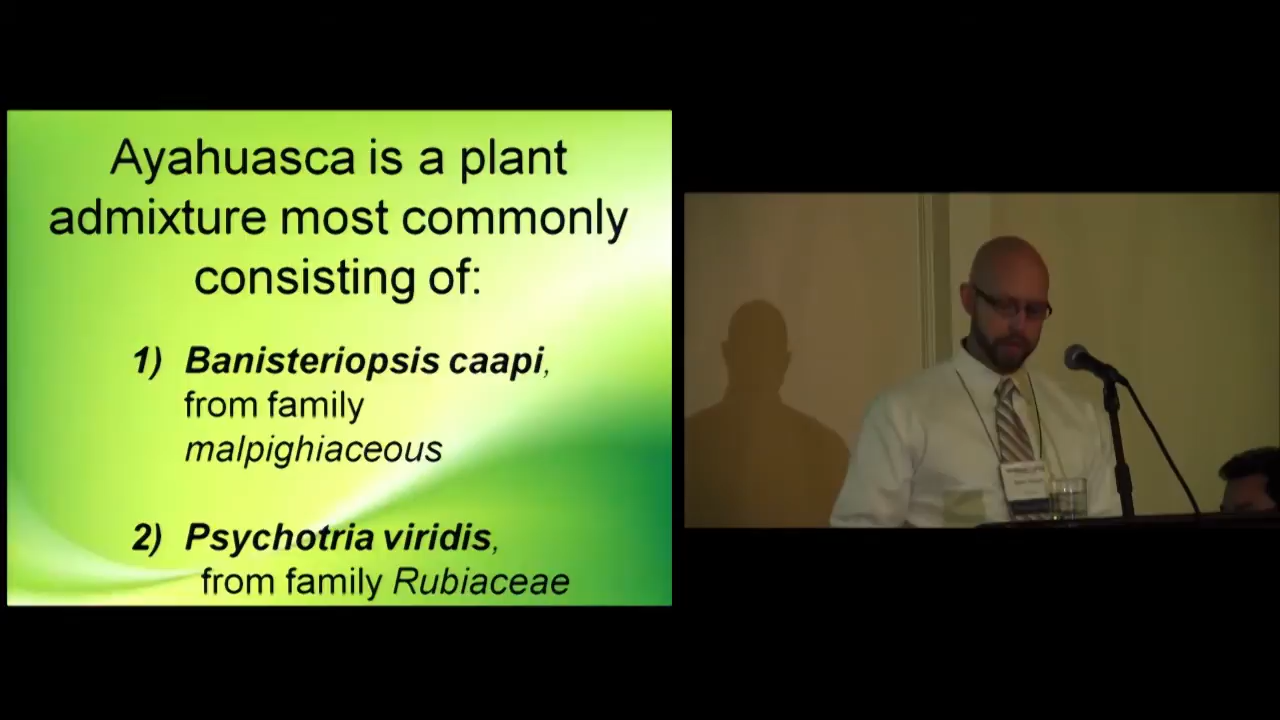 Ayahuasca is a plant
admixture most commonly
consisting of:
1) Banisteriopsis caapi,
from family
malpighiaceous
2) Psychotria viridis,
from family Rubiaceae